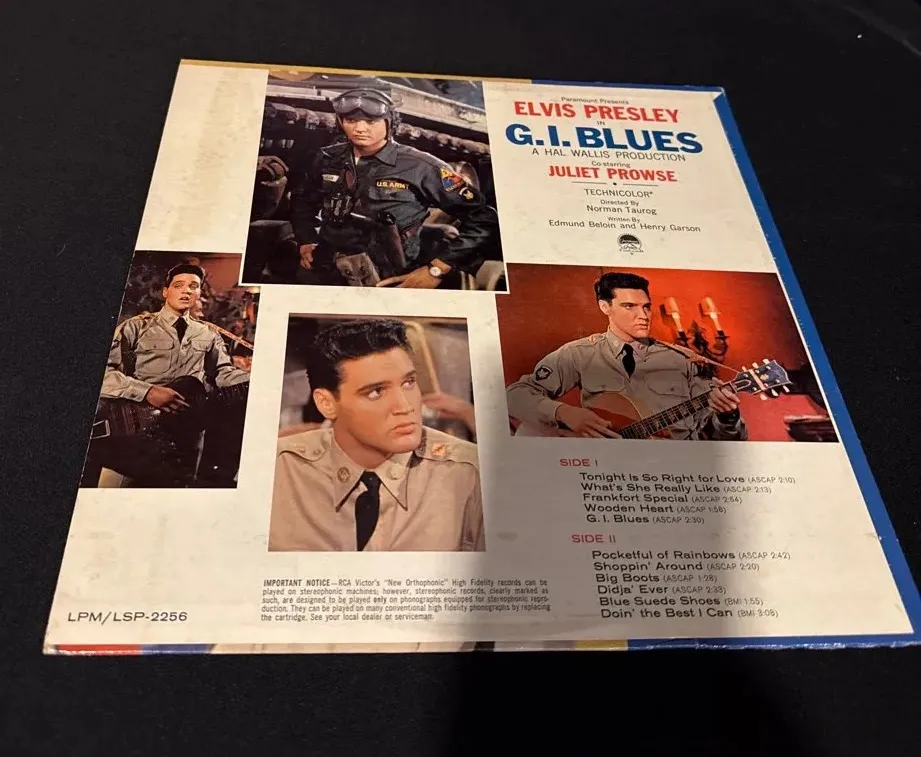 Paramount Presents
ELVIS PRESLEY
IN
G.I. BLUES
A HAL WALLIS PRODUCTION
Co-starring
JULIET PROWSE
TECHNICOLOR®
Directed By
Norman Taurog
Written By
Edmund Beloin and Henry Garson
U.S. ARMY
SIDE I
Tonight Is So Right for Love (ASCAP 2:10)
What's She Really Like (ASCAP 2:13)
Frankfort Special (ASCAP 2:54)
Wooden Heart (ASCAP 1:58)
G. I. Blues (ASCAP 2:30)
SIDE II
Pocketful of Rainbows (ASCAP 2:42)
Shoppin' Around (ASCAP 2:20)
Big Boots (ASCAP 1:28)
Didja' Ever (ASCAP 2:33)
Blue Suede Shoes (BMI 1:55)
Doin' the Best I Can (BMI 3:08)
IMPORTANT NOTICE—RCA Victor's "New Orthophonic" High Fidelity records can be
played on stereophonic machines; however, stereophonic records, clearly marked as
such, are designed to be played only on phonographs equipped for stereophonic repro-
duction. They can be played on many conventional high fidelity phonographs by replacing
the cartridge. See your local dealer or serviceman.
LPM/LSP-2256